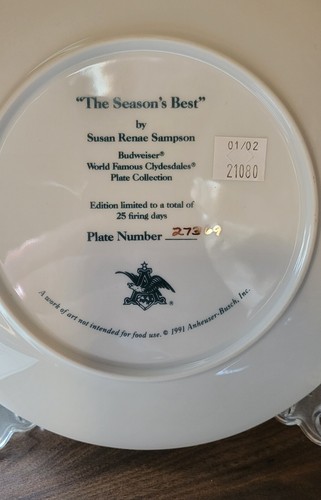 "The Season's Best"
by
Susan Renae Sampson
Budweiser®
World Famous Clydesdales®
Plate Collection
01/02
21080
Edition limited to a total of
25 firing days
Plate Number 27369
®
A work of art not intended for food use. © 1991 Anheuser-Busch, Inc.